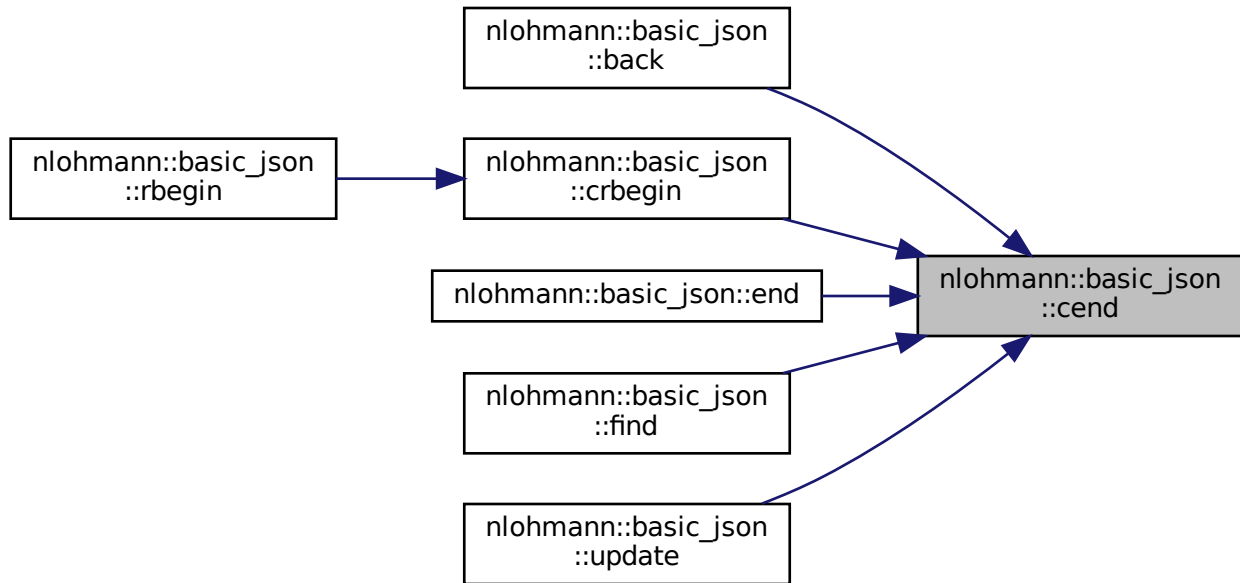 nlohmann::basic_json
::back
nlohmann::basic_json
::rbegin
nlohmann::basic_json
::crbegin
nlohmann::basic_json::end
nlohmann::basic_json
::cend
nlohmann::basic_json
::find
nlohmann::basic_json
::update